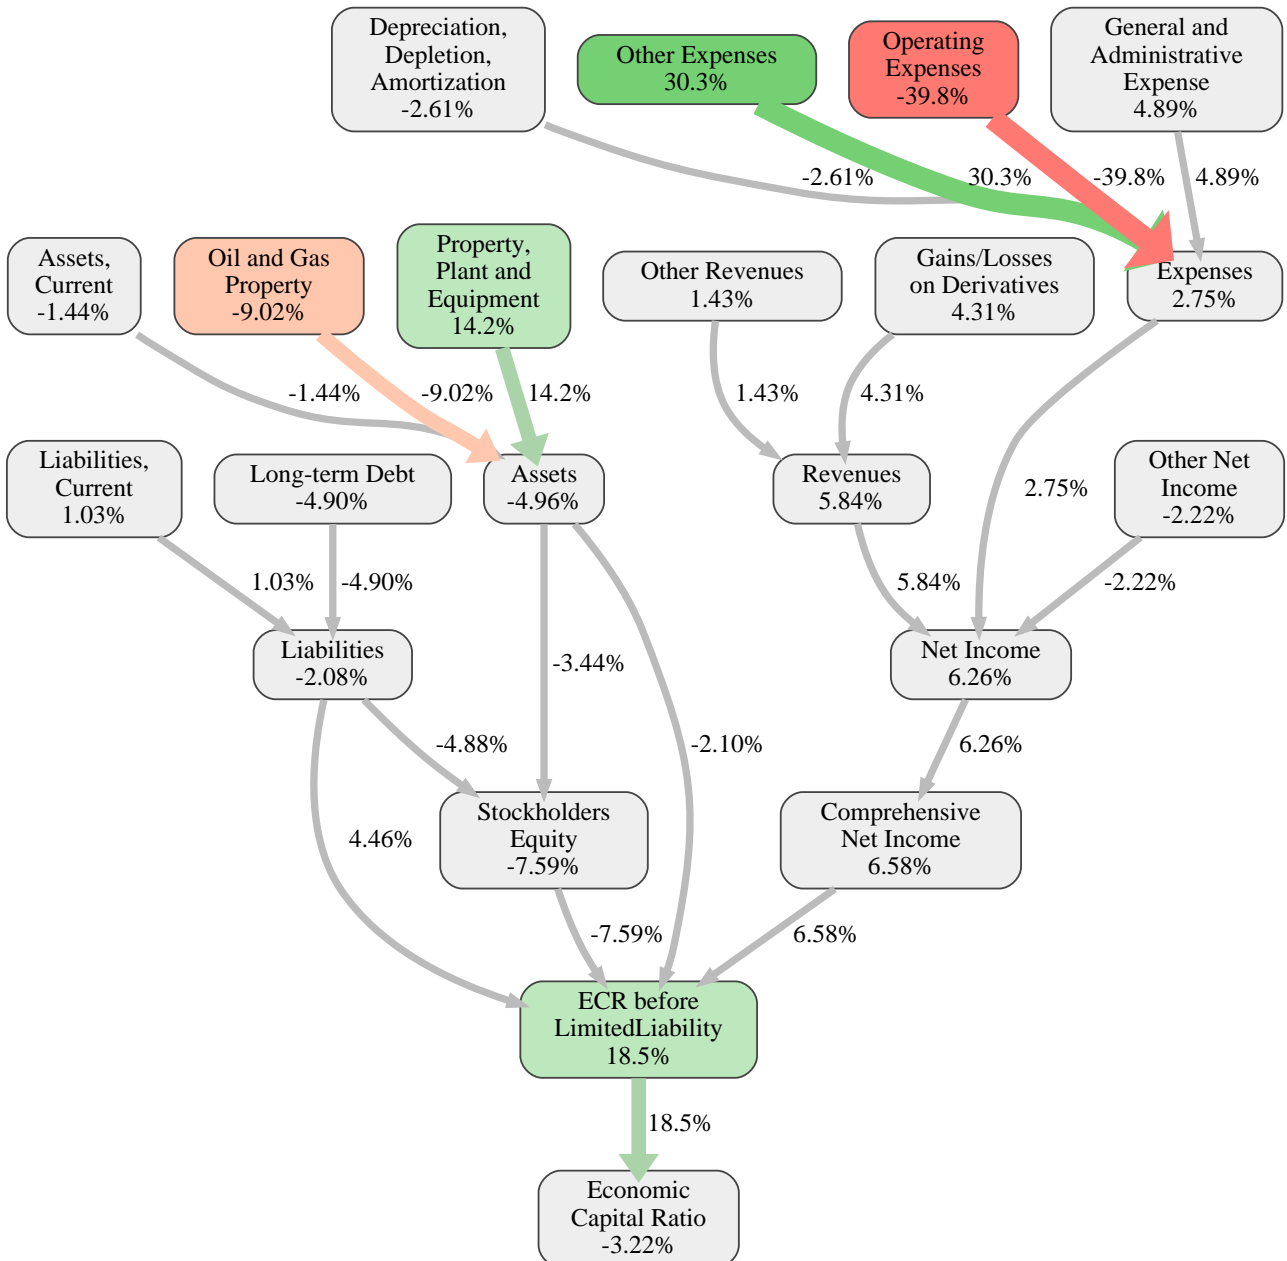 Depreciation,
Depletion,
Amortization
-2.61%
Other Expenses
30.3%
Operating
Expenses
-39.8%
General and
Administrative
Expense
4.89%
-2.61%
30.3%
-39.8%
4.89%
Assets,
Current
-1.44%
Oil and Gas
Property
-9.02%
Property,
Plant and
Equipment
14.2%
Other Revenues
1.43%
Gains/Losses
on Derivatives
4.31%
Expenses
2.75%
-1.44%
-9.02%
14.2%
1.43%
4.31%
Liabilities,
Current
1.03%
Long-term Debt
-4.90%
Assets
-4.96%
Revenues
5.84%
2.75%
Other Net
Income
-2.22%
1.03%
-4.90%
5.84%
-2.22%
Liabilities
-2.08%
-3.44%
Net Income
6.26%
-4.88%
-2.10%
6.26%
4.46%
Stockholders
Equity
-7.59%
Comprehensive
Net Income
6.58%
-7.59%
6.58%
ECR before
LimitedLiability
18.5%
18.5%
Economic
Capital Ratio
-3.22%